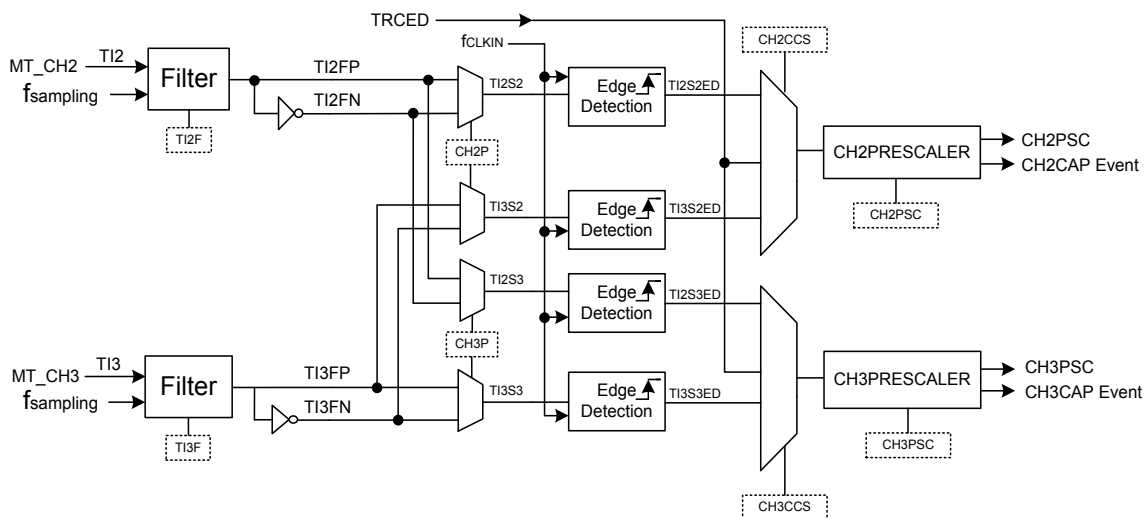 TRCED
fCLKIN
CH2CCS
MT_CH2
TI2
fsampling
Filter
TI2F
TI2FP
TI2FN
CH2P
TI2S2
Edge
Detection
TI2S2ED
CH2PRESCALER
CH2PSC
CH2CAP Event
CH2PSC
TI3S2
Edge
Detection
TI3S2ED
TI2S3
Edge
Detection
TI2S3ED
CH3P
MT_CH3
TI3
fsampling
Filter
TI3F
TI3FP
TI3FN
TI3S3
Edge
Detection
TI3S3ED
CH3PRESCALER
CH3PSC
CH3CAP Event
CH3PSC
CH3CCS